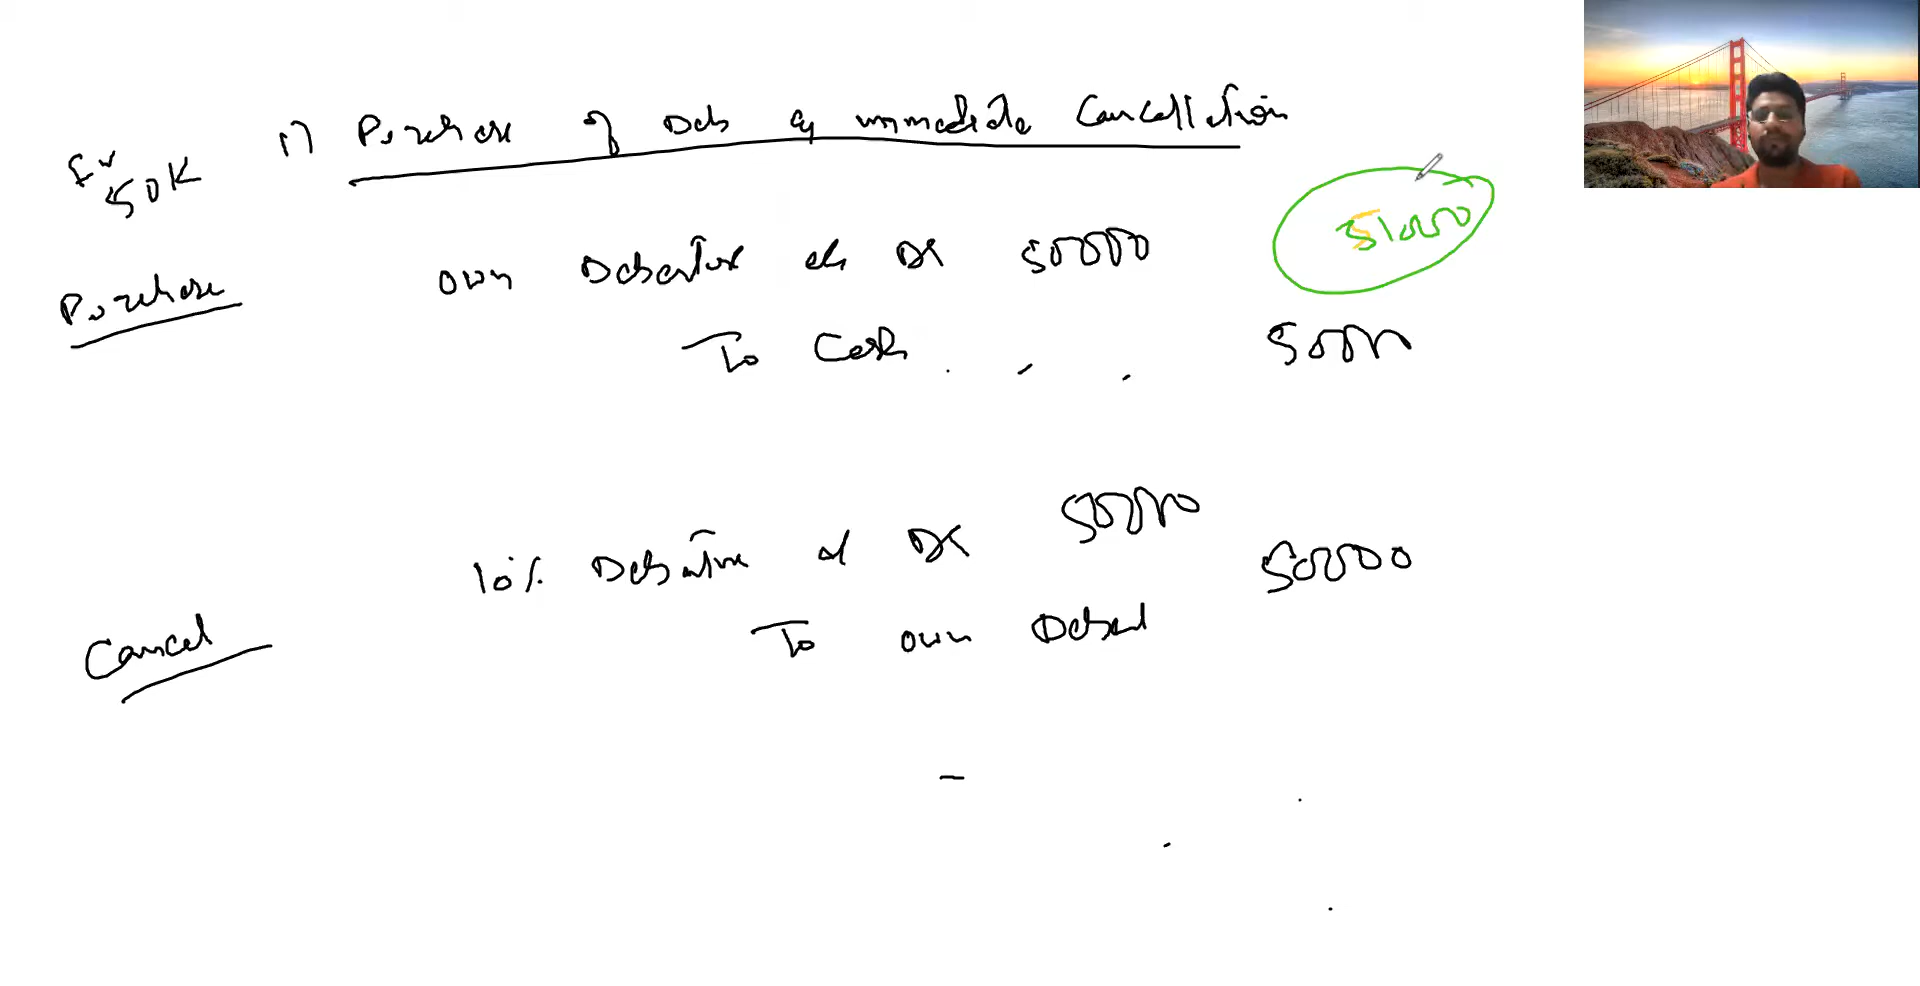 1) Purchase of Debs & immediate Cancellation
Fv 50K
51000
Purchase own Debenture a/c Dr 50000
To Cash 50000
10% Debenture a/c Dr 50000
Cancel To own Debent 50000